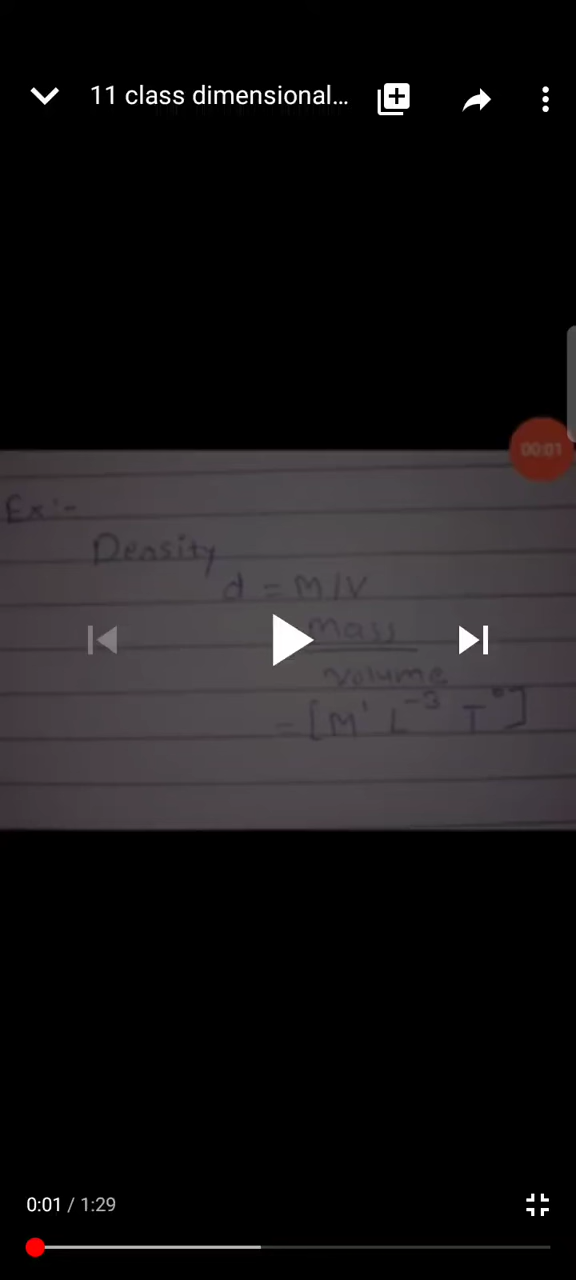 11 class dimensional...
00:01
Ex:-
Density
d = M/V
Mass
Volume
= [M¹ L⁻³ T⁰]
0:01 / 1:29